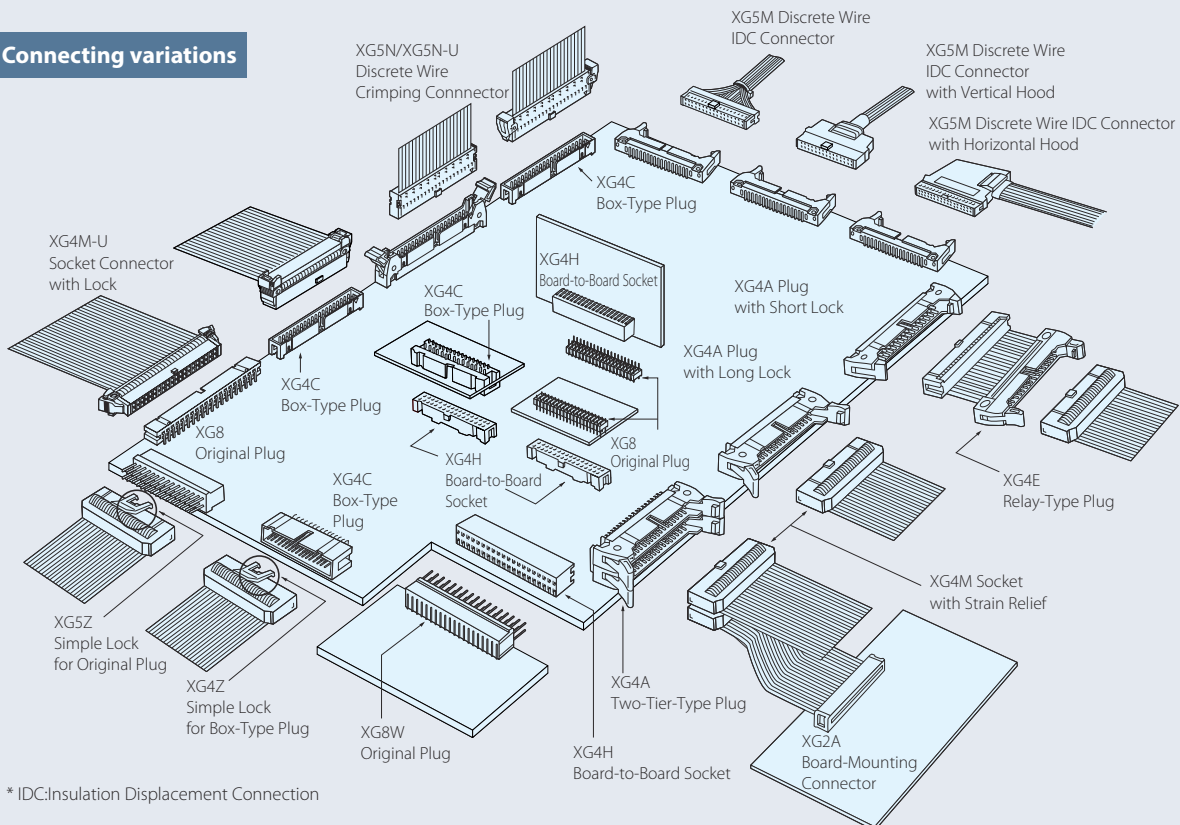 Connecting variations
XG5N/XG5N-U
Discrete Wire
Crimping Connnector
XG5M Discrete Wire
IDC Connector
XG5M Discrete Wire
IDC Connector
with Vertical Hood
XG5M Discrete Wire IDC Connector
with Horizontal Hood
XG4C
Box-Type Plug
XG4M-U
Socket Connector
with Lock
XG4H
Board-to-Board Socket
XG4C
Box-Type Plug
XG4A Plug
with Short Lock
XG4A Plug
with Long Lock
XG4C
Box-Type Plug
XG8
Original Plug
XG4H
Board-to-Board
Socket
XG8
Original Plug
XG4C
Box-Type
Plug
XG4E
Relay-Type Plug
XG4M Socket
with Strain Relief
XG5Z
Simple Lock
for Original Plug
XG4Z
Simple Lock
for Box-Type Plug
XG8W
Original Plug
XG4A
Two-Tier-Type Plug
XG4H
Board-to-Board Socket
XG2A
Board-Mounting
Connector
* IDC:Insulation Displacement Connection